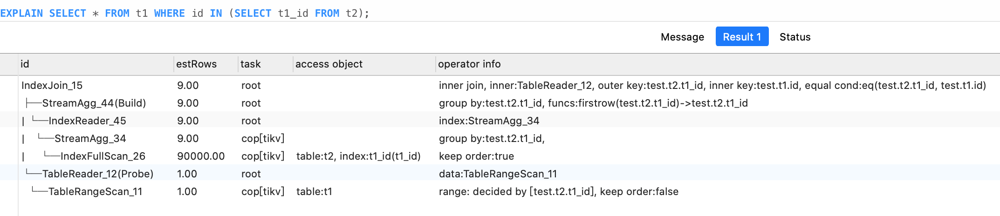 EXPLAIN SELECT * FROM t1 WHERE id IN (SELECT t1_id FROM t2);
Message Result 1 Status
id estRows task access object operator info
IndexJoin_15 9.00 root inner join, inner:TableReader_12, outer key:test.t2.t1_id, inner key:test.t1.id, equal cond:eq(test.t2.t1_id, test.t1.id)
├──StreamAgg_44(Build) 9.00 root group by:test.t2.t1_id, funcs:firstrow(test.t2.t1_id)->test.t2.t1_id
| └──IndexReader_45 9.00 root index:StreamAgg_34
| └──StreamAgg_34 9.00 cop[tikv] group by:test.t2.t1_id,
| └──IndexFullScan_26 90000.00 cop[tikv] table:t2, index:t1_id(t1_id) keep order:true
└──TableReader_12(Probe) 1.00 root data:TableRangeScan_11
└──TableRangeScan_11 1.00 cop[tikv] table:t1 range: decided by [test.t2.t1_id], keep order:false